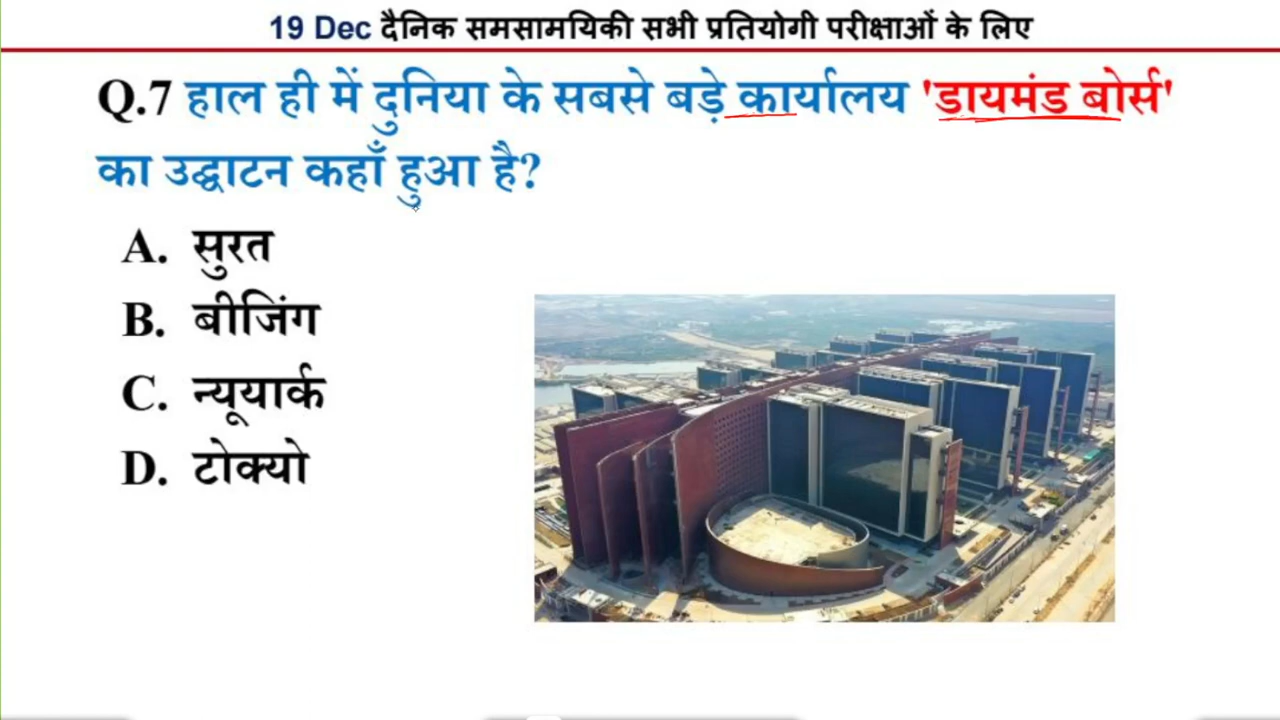 19 Dec दैनिक समसामयिकी सभी प्रतियोगी परीक्षाओं के लिए
Q.7 हाल ही में दुनिया के सबसे बड़े कार्यालय 'डायमंड बोर्स'
का उद्घाटन कहाँ हुआ है?
A. सुरत
B. बीजिंग
C. न्यूयार्क
D. टोक्यो